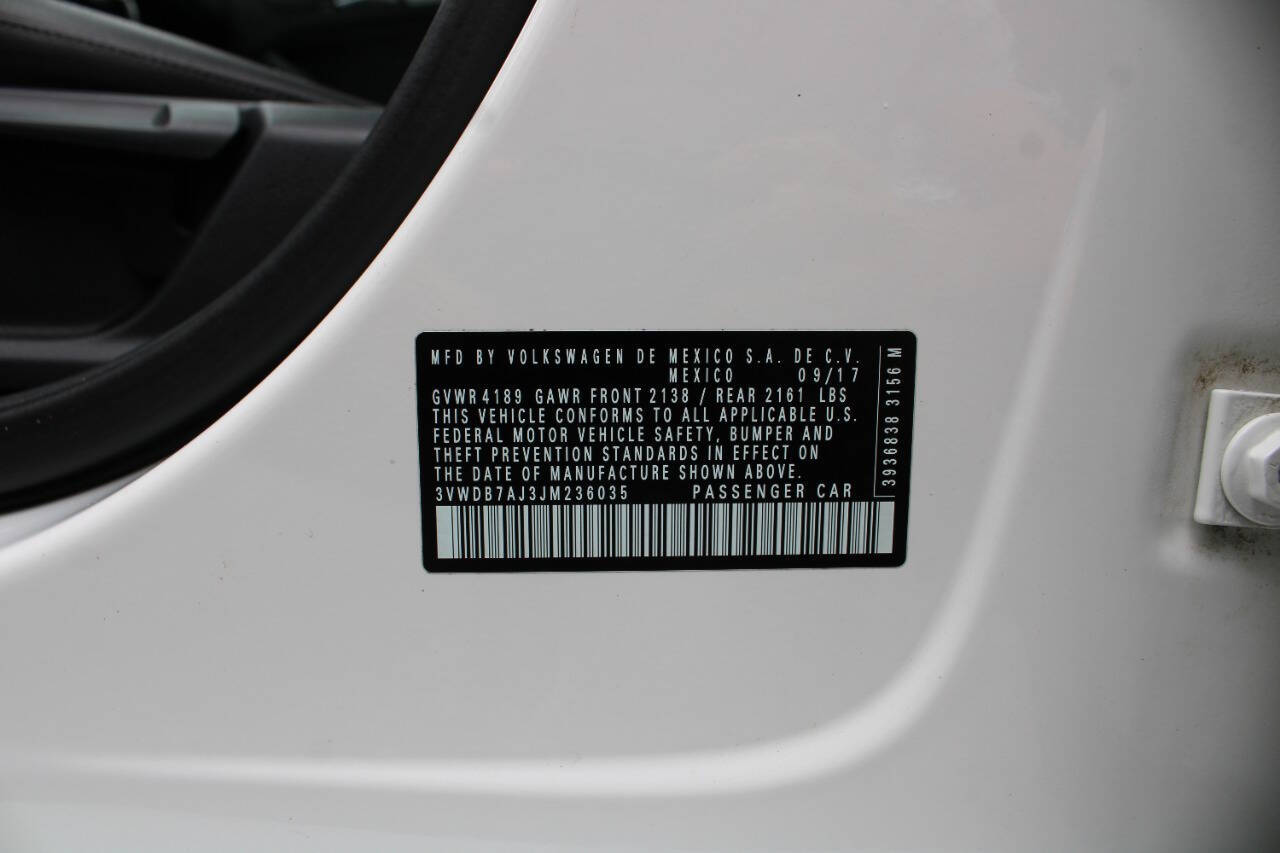 MFD BY VOLKSWAGEN DE MEXICO S.A. DE C.V.
MEXICO 09/17
GVWR 4189 GAWR FRONT 2138 / REAR 2161 LBS
THIS VEHICLE CONFORMS TO ALL APPLICABLE U.S.
FEDERAL MOTOR VEHICLE SAFETY, BUMPER AND
THEFT PREVENTION STANDARDS IN EFFECT ON
THE DATE OF MANUFACTURE SHOWN ABOVE.
3VWDB7AJ3JM236035 PASSENGER CAR
3936838 3156 M